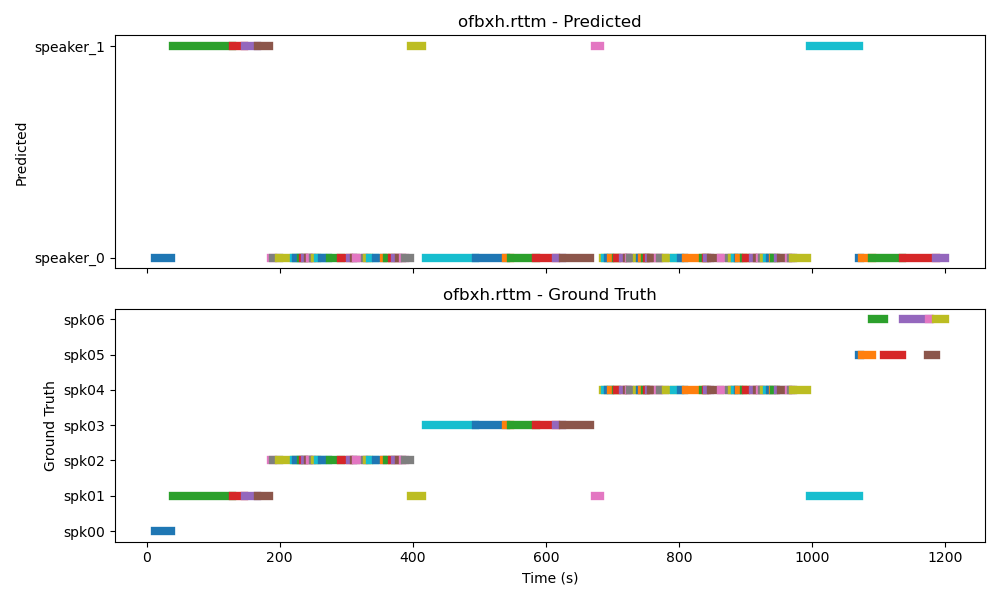 ofbxh.rttm - Predicted
speaker_1
Predicted
speaker_0
ofbxh.rttm - Ground Truth
spk06
spk05
spk04
spk03
Ground Truth
spk02
spk01
spk00
0 200 400 600 800 1000 1200
Time (s)